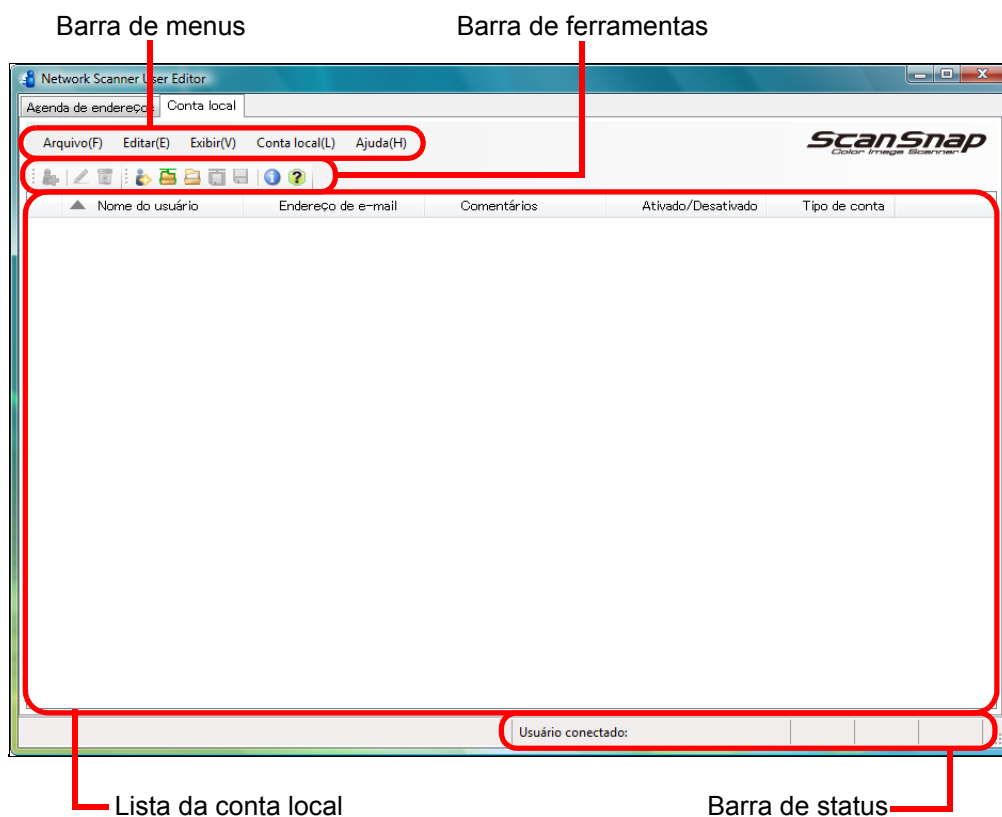 Barra de menus Barra de ferramentas
Network Scanner User Editor
Agenda de endereços Conta local
Arquivo(F) Editar(E) Exibir(V) Conta local(L) Ajuda(H)
ScanSnap
Color Image Scanner
Nome do usuário Endereço de e-mail Comentários Ativado/Desativado Tipo de conta
Usuário conectado:
Lista da conta local Barra de status